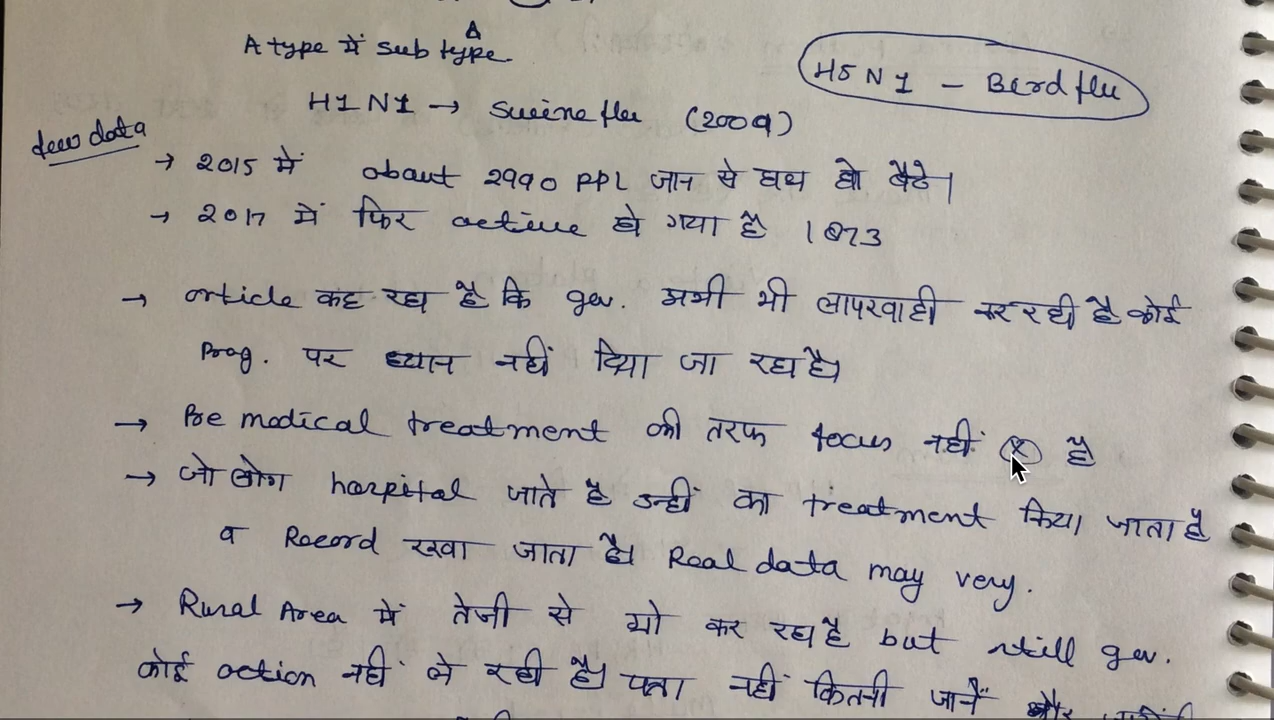 A type में sub type
H5N1 - Berd flu
H1N1 → Swine flu (2009)
few data
→ 2015 में about 2990 ppl जान से हाथ धो बैठे।
→ 2017 में फिर active हो गया है 1873
→ article कह रहा है कि gov. अभी भी लापरवाही कर रही है कोई
Prog. पर ध्यान नहीं दिया जा रहा है।
→ Pre medical treatment की तरफ focus नहीं है
→ जो लोग hospital जाते है उन्हीं का treatment किया जाता है
व Record रखा जाता है। Real data may very.
→ Rural Area में तेजी से ग्रो कर रहा है but still gov.
कोई action नहीं ले रही है। पता नहीं कितनी जानें और